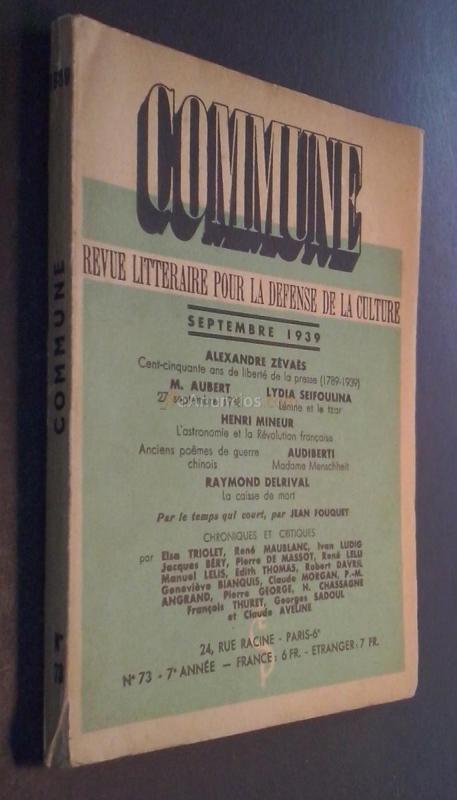 COMMUNE
REVUE LITTERAIRE POUR LA DEFENSE DE LA CULTURE
SEPTEMBRE 1939
ALEXANDRE ZÉVAÈS
Cent-cinquante ans de liberté de la presse (1789-1939)
M. AUBERT LYDIA SEIFOULINA
27 Lénine et le tzar
HENRI MINEUR
L'astronomie et la Révolution française
Anciens poèmes de guerre AUDIBERTI
chinois Madame Menschheit
RAYMOND DELRIVAL
La caisse de mort
Par le temps qui court, par JEAN FOUQUET
CHRONIQUES ET CRITIQUES
par Elsa TRIOLET, René MAUBLANC, Ivan LUDIG
Jacques BÉRY, Pierre DE MASSOT, René LELU
Manuel LELIS, Edith THOMAS, Robert DAVRIL
Geneviève BIANQUIS, Claude MORGAN, P.-M.
ANGRAND, Pierre GEORGE, N. CHASSAGNE
François THURET, Georges SADOUL
et Claude AVELINE
24, RUE RACINE - PARIS-6e
N° 73 - 7e ANNÉE — FRANCE: 6 FR. - ETRANGER: 7 FR.
COMMUNE